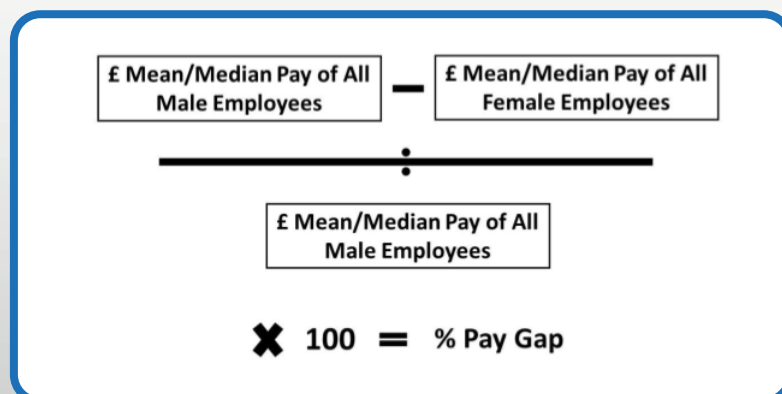 £ Mean/Median Pay of All
Male Employees
–
£ Mean/Median Pay of All
Female Employees
÷
£ Mean/Median Pay of All
Male Employees
✖ 100 = % Pay Gap